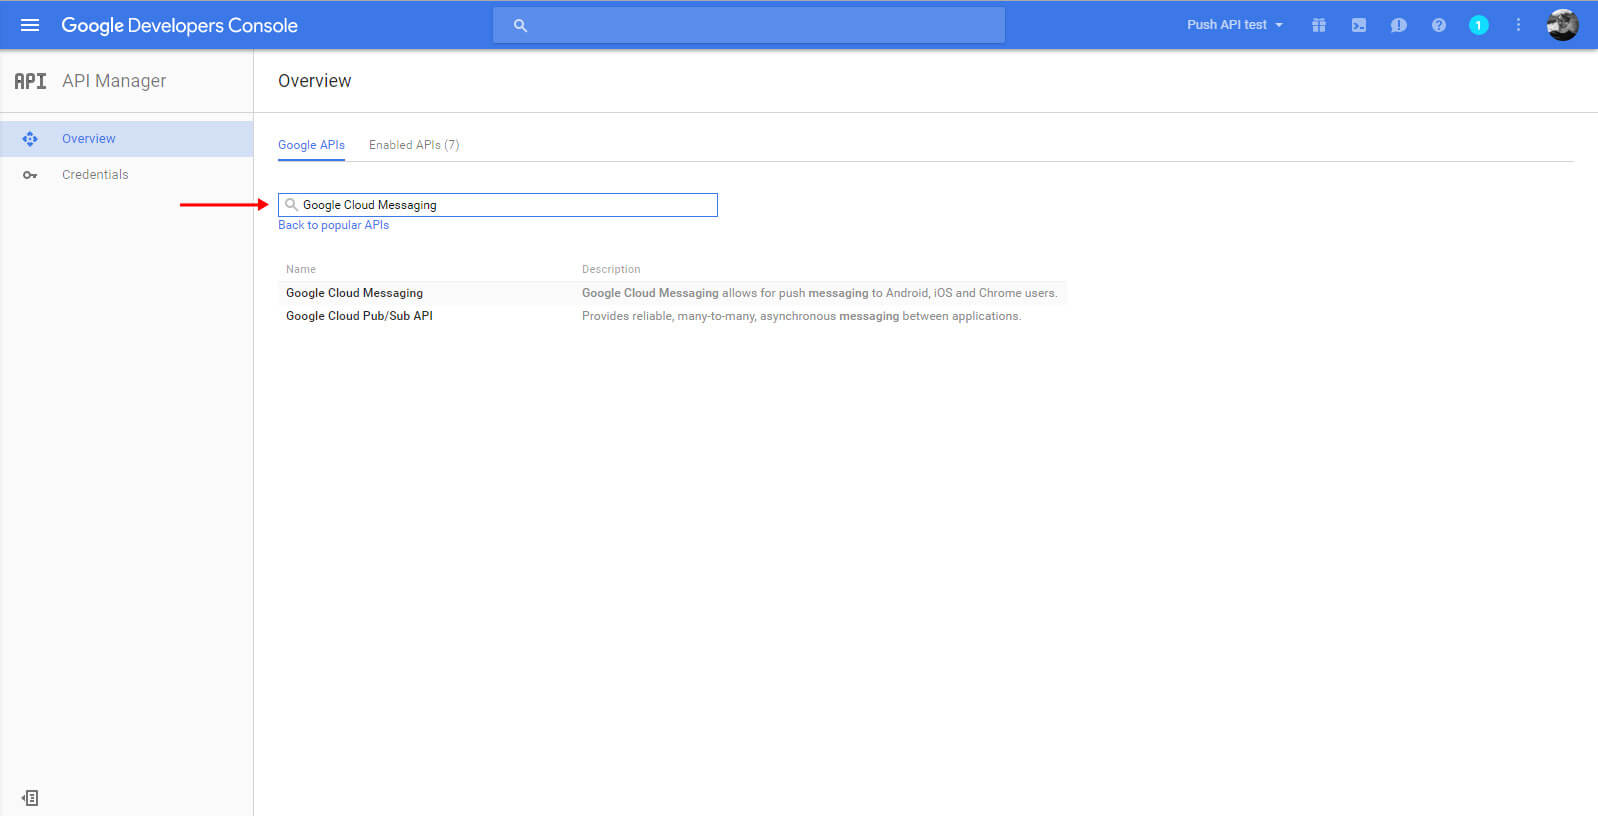 Google Developers Console
Push API test
1
API API Manager
Overview
Overview
Credentials
Google APIs Enabled APIs (7)
Google Cloud Messaging
Back to popular APIs
Name Description
Google Cloud Messaging Google Cloud Messaging allows for push messaging to Android, iOS and Chrome users.
Google Cloud Pub/Sub API Provides reliable, many-to-many, asynchronous messaging between applications.